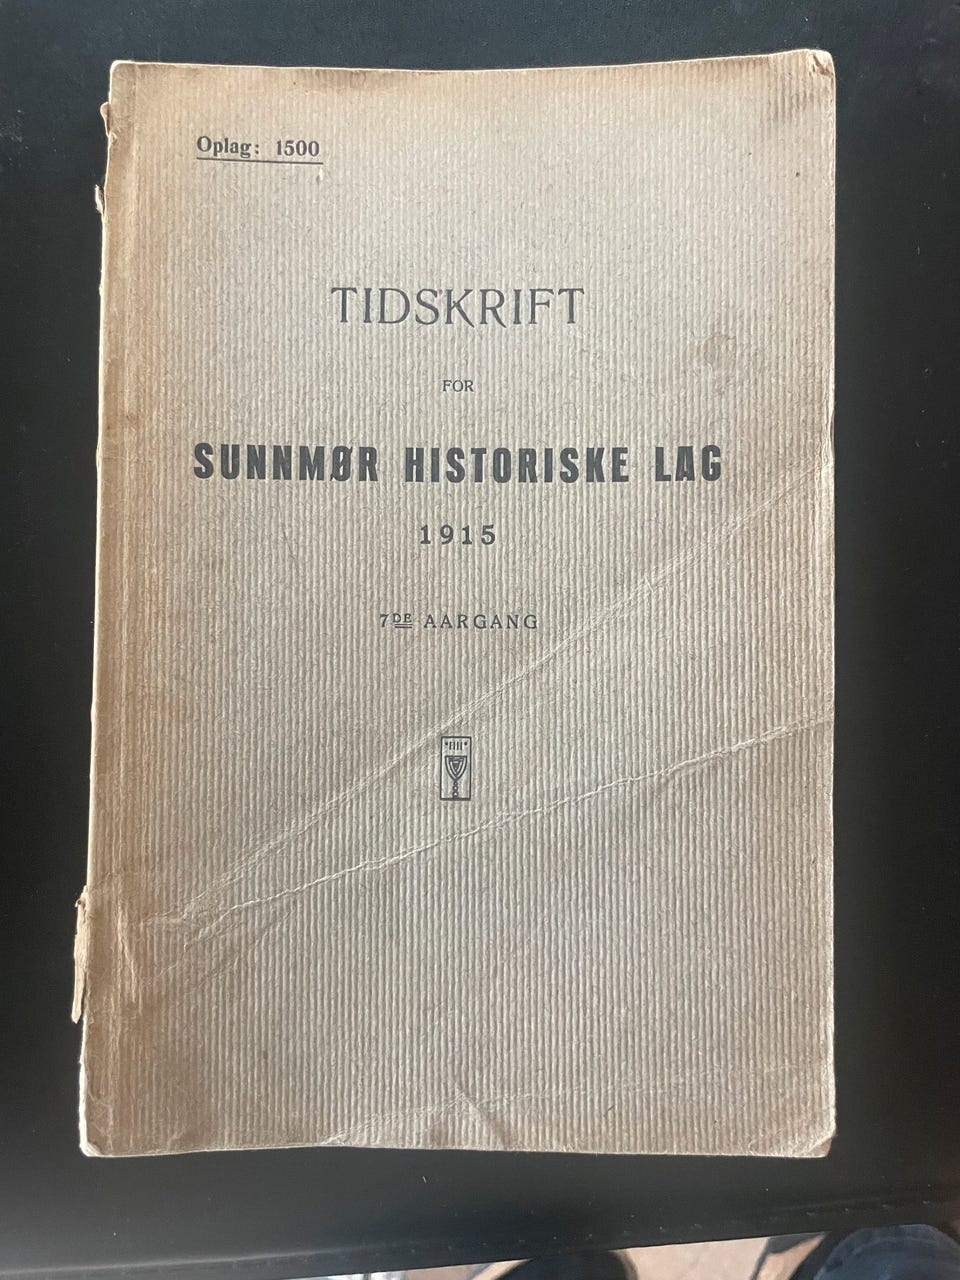 Oplag: 1500
TIDSKRIFT
FOR
SUNNMØR HISTORISKE LAG
1915
7DE AARGANG